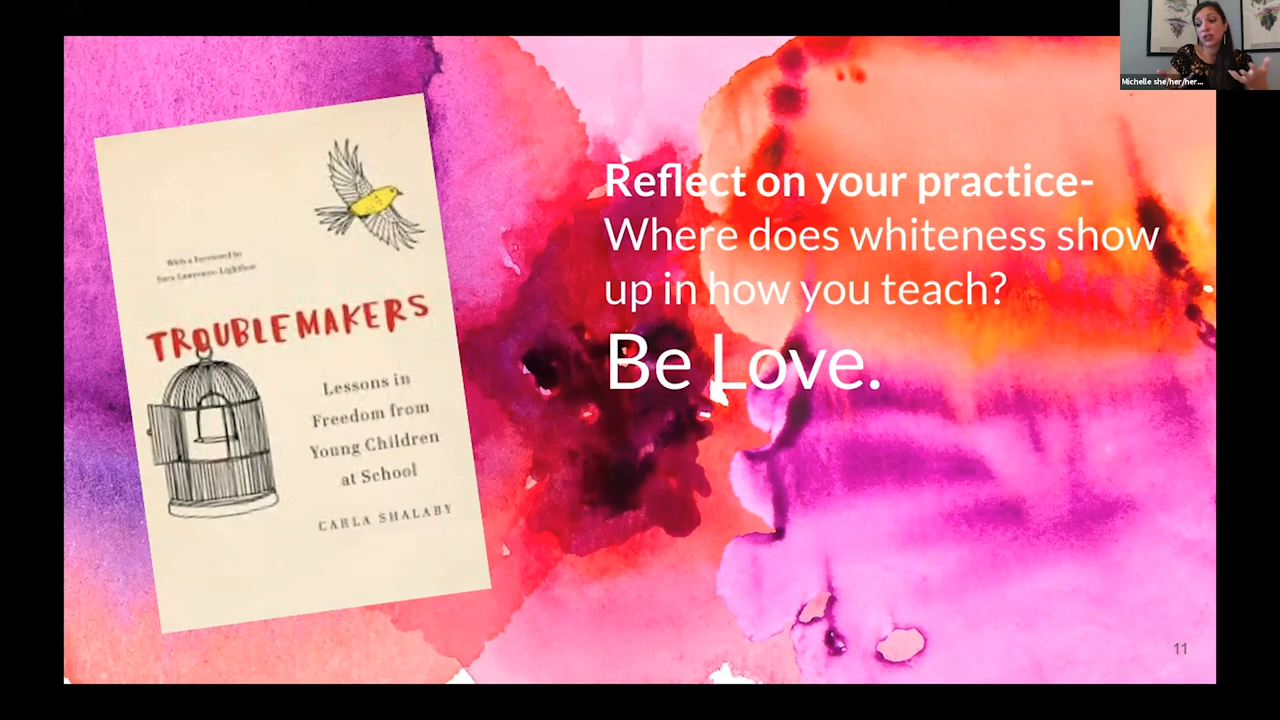 Michelle she/her/her...
With a Foreword by
Sara Lawrence-Lightfoot
TROUBLEMAKERS
Lessons in
Freedom from
Young Children
at School
CARLA SHALABY
Reflect on your practice-
Where does whiteness show
up in how you teach?
Be Love.
11